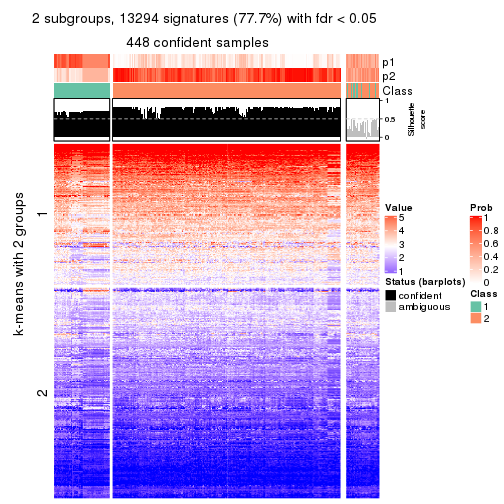 2 subgroups, 13294 signatures (77.7%) with fdr < 0.05
448 confident samples
p1
p2
Class
1
0.5
0
Silhouette
score
k-means with 2 groups
1
2
Value
5
4
3
2
1
Prob
1
0.8
0.6
0.4
0.2
0
Status (barplots)
confident
ambiguous
Class
1
2